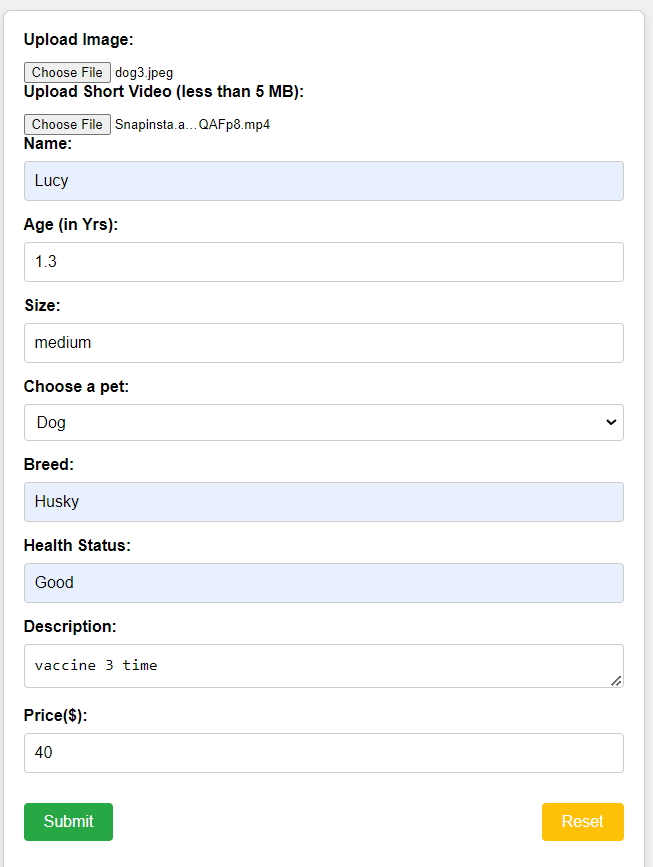 Upload Image:
Choose File dog3.jpeg
Upload Short Video (less than 5 MB):
Choose File Snapinsta.a...QAFp8.mp4
Name:
Lucy
Age (in Yrs):
1.3
Size:
medium
Choose a pet:
Dog
Breed:
Husky
Health Status:
Good
Description:
vaccine 3 time
Price($):
40
Submit Reset